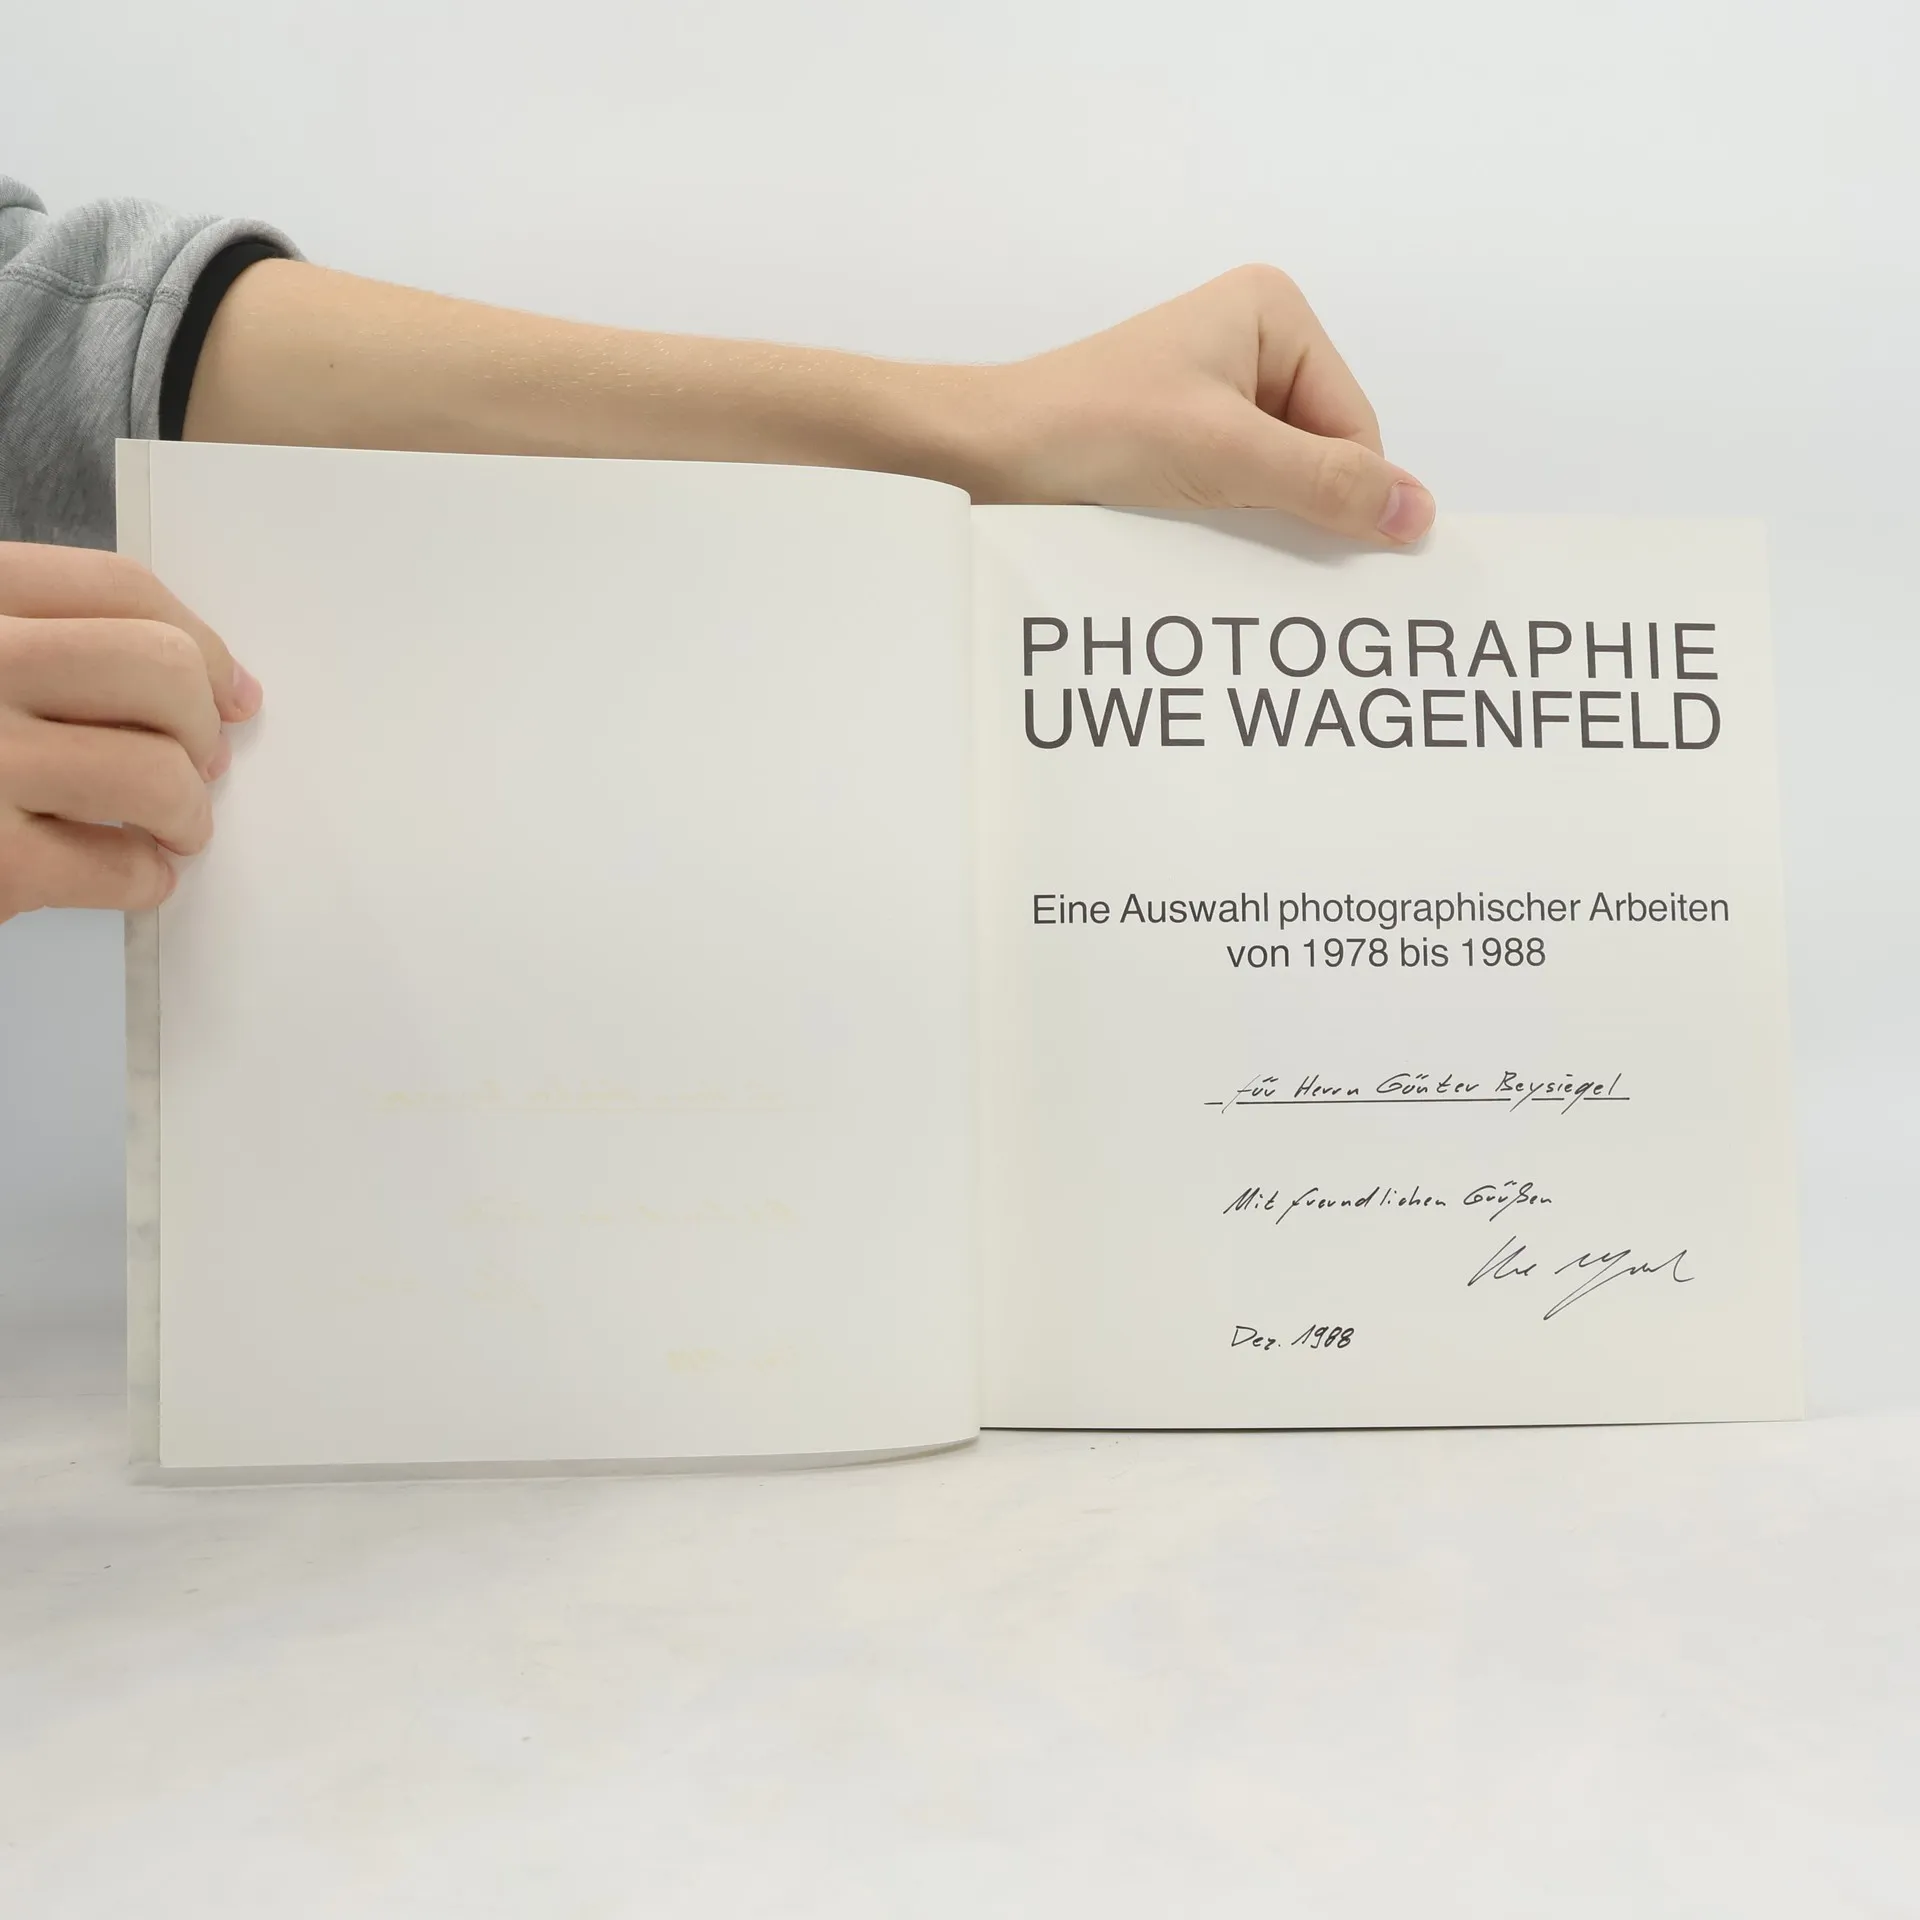 PHOTOGRAPHIE
UWE WAGENFELD
Eine Auswahl photographischer Arbeiten
von 1978 bis 1988
für Herrn Günter Beysiegel
Mit freundlichen Grüßen
Dez. 1988